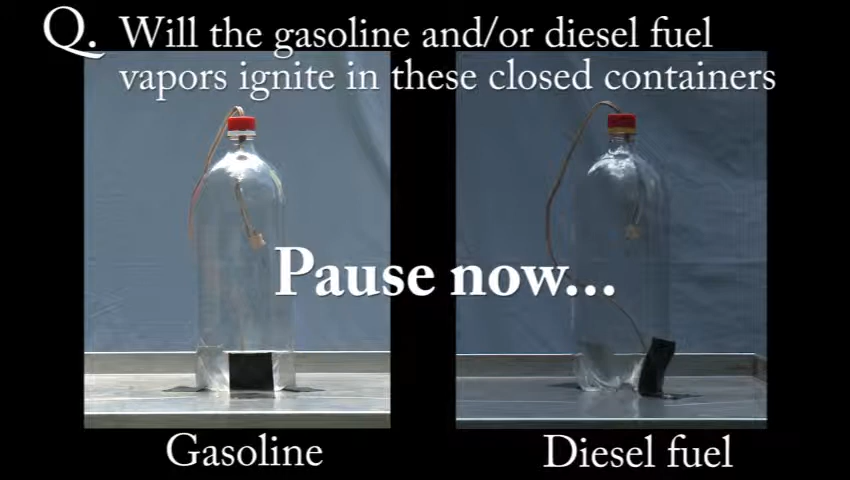 Q. Will the gasoline and/or diesel fuel
vapors ignite in these closed containers
Pause now...
Gasoline
Diesel fuel